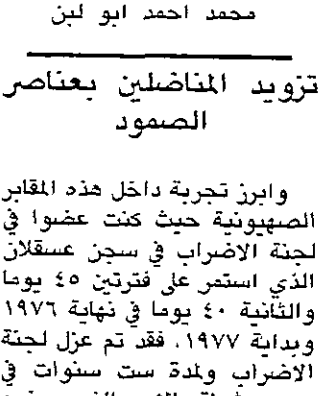 محمد احمد ابو لبن
تزويد المناضلين بعناصر
الصمود
وابرز تجربة داخل هذه المقابر
الصهيونية حيث كنت عضوا في
لجنة الاضراب في سجن عسقلان
الذي استمر على فترتين ٤٥ يوما
والثانية ٤٠ يوما في نهاية ١٩٧٦
وبداية ١٩٧٧. فقد تم عزل لجنة
الاضراب ولمدة ست سنوات في